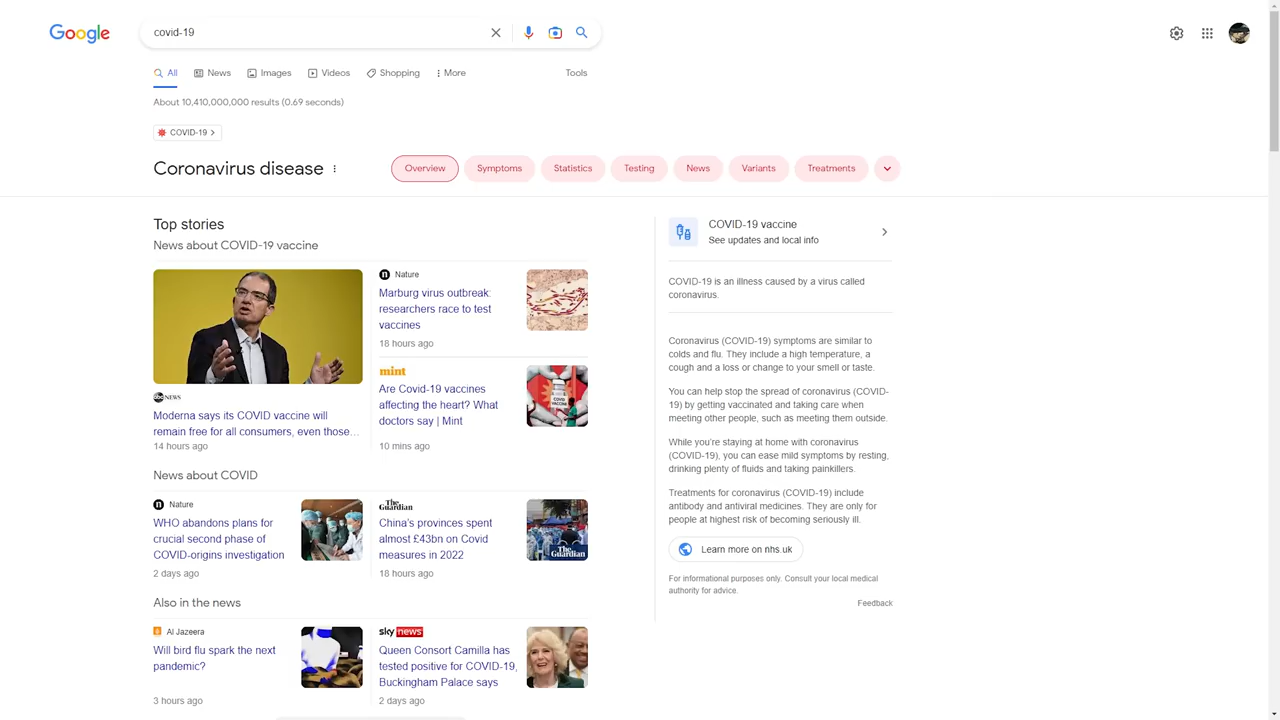 Google
covid-19
All
News
Images
Videos
Shopping
More
Tools
About 10,410,000,000 results (0.69 seconds)
COVID-19
Coronavirus disease
Overview
Symptoms
Statistics
Testing
News
Variants
Treatments
Top stories
News about COVID-19 vaccine
abc NEWS
Moderna says its COVID vaccine will
remain free for all consumers, even those…
14 hours ago
Nature
Marburg virus outbreak:
researchers race to test
vaccines
18 hours ago
mint
Are Covid-19 vaccines
affecting the heart? What
doctors say | Mint
10 mins ago
News about COVID
Nature
WHO abandons plans for
crucial second phase of
COVID-origins investigation
2 days ago
The
Guardian
China's provinces spent
almost £43bn on Covid
measures in 2022
18 hours ago
The
Guardian
Also in the news
Al Jazeera
Will bird flu spark the next
pandemic?
3 hours ago
sky news
Queen Consort Camilla has
tested positive for COVID-19,
Buckingham Palace says
2 days ago
COVID-19 vaccine
See updates and local info
COVID-19 is an illness caused by a virus called
coronavirus.
Coronavirus (COVID-19) symptoms are similar to
colds and flu. They include a high temperature, a
cough and a loss or change to your smell or taste.
You can help stop the spread of coronavirus (COVID-
19) by getting vaccinated and taking care when
meeting other people, such as meeting them outside.
While you're staying at home with coronavirus
(COVID-19), you can ease mild symptoms by resting,
drinking plenty of fluids and taking painkillers.
Treatments for coronavirus (COVID-19) include
antibody and antiviral medicines. They are only for
people at highest risk of becoming seriously ill.
Learn more on nhs.uk
For informational purposes only. Consult your local medical
authority for advice.
Feedback